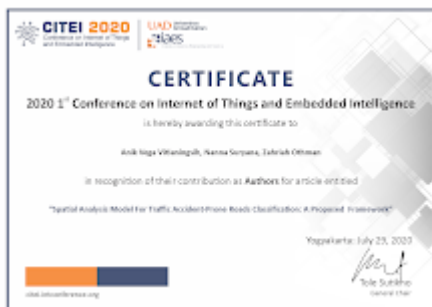 CITEI 2020
Conference on Internet of Things
and Embedded Intelligence
UAD
iaes
CERTIFICATE
2020 1st Conference on Internet of Things and Embedded Intelligence
is hereby awarding this certificate to
Anik Vega Vitianingsih, Nanna Suryana, Zahriah Othman
in recognition of their contribution as Authors for article entitled
"Spatial Analysis Model For Traffic Accident-Prone Roads Classification: A Proposed Framework"
Yogyakarta: July 23, 2020
Tole Sutikno
General Chair